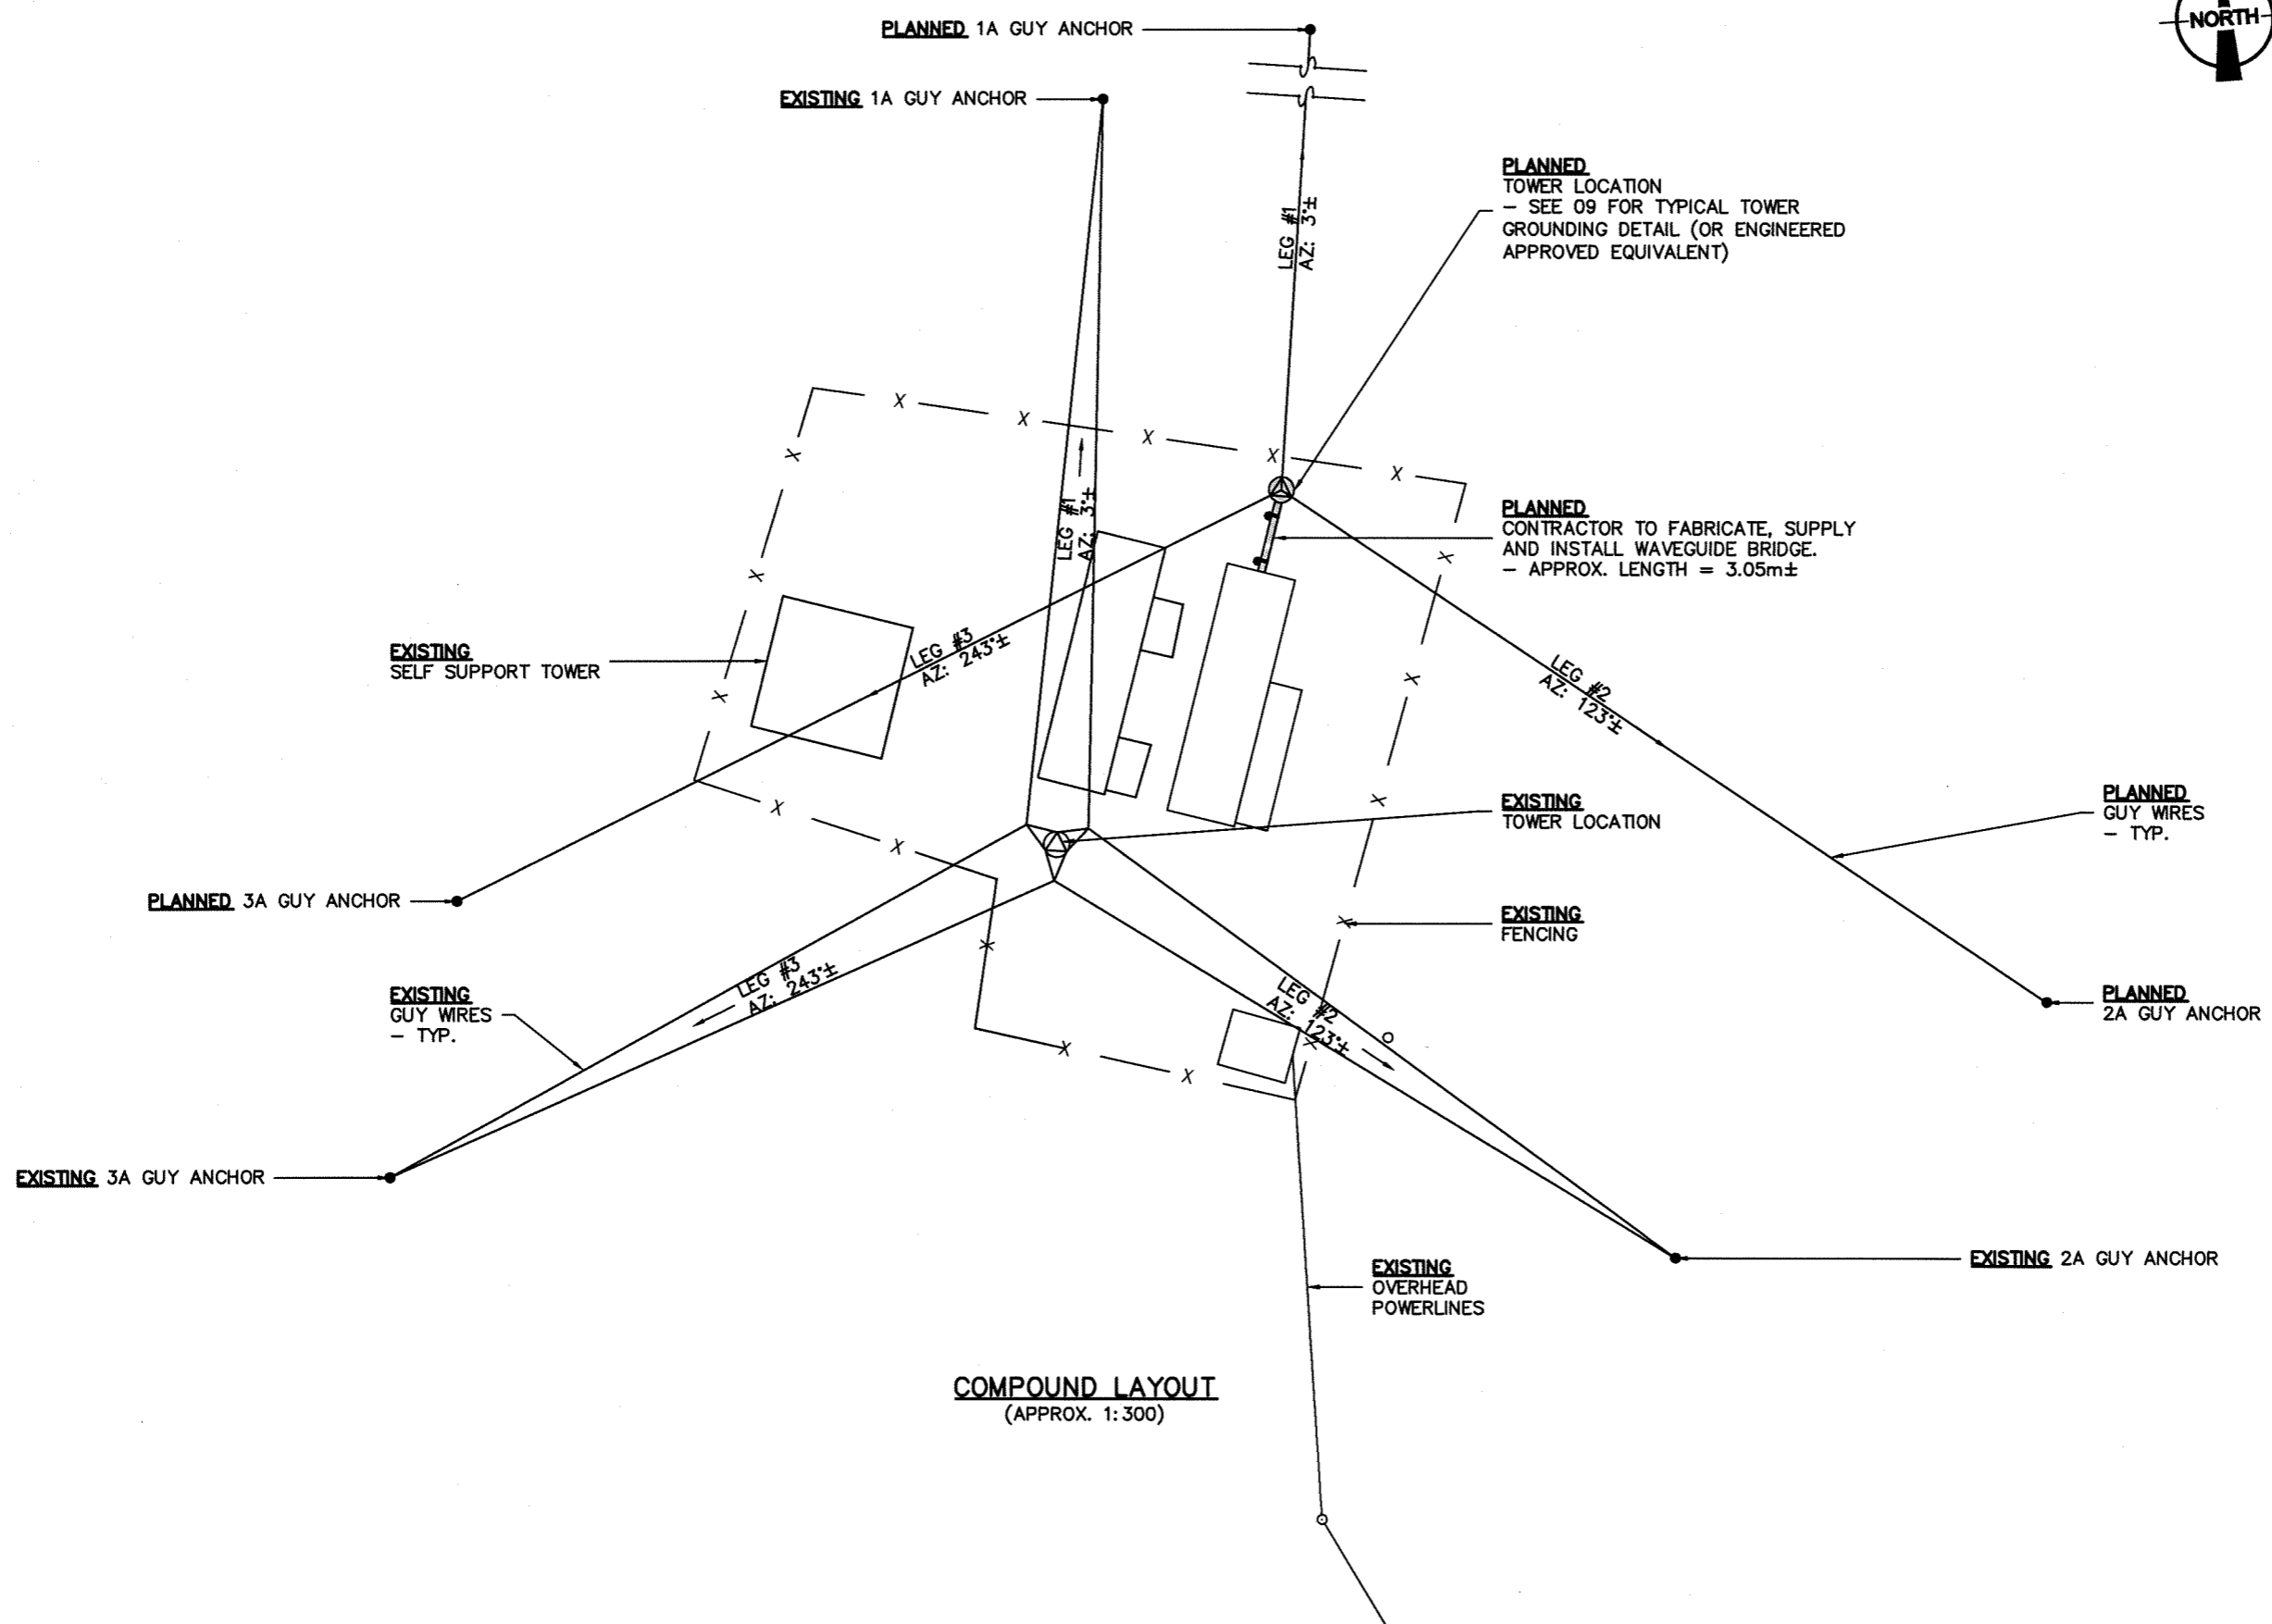 PLANNED 1A GUY ANCHOR
NORTH
EXISTING 1A GUY ANCHOR
PLANNED
TOWER LOCATION
- SEE 09 FOR TYPICAL TOWER
GROUNDING DETAIL (OR ENGINEERED
APPROVED EQUIVALENT)
LEG #1
AZ: 3°±
X X X X X
LEG #1
AZ: 3°±
PLANNED
CONTRACTOR TO FABRICATE, SUPPLY
AND INSTALL WAVEGUIDE BRIDGE.
- APPROX. LENGTH = 3.05m±
X X X
EXISTING
SELF SUPPORT TOWER
LEG #3
AZ: 243°±
LEG #2
AZ: 123°±
X X X
PLANNED
GUY WIRES
- TYP.
EXISTING
TOWER LOCATION
X X
PLANNED 3A GUY ANCHOR
EXISTING
FENCING
X X
LEG #3
AZ: 243°±
EXISTING
GUY WIRES
- TYP.
LEG #2
AZ: 123°±
PLANNED
2A GUY ANCHOR
X X X
EXISTING 3A GUY ANCHOR
EXISTING 2A GUY ANCHOR
EXISTING
OVERHEAD
POWERLINES
COMPOUND LAYOUT
(APPROX. 1:300)